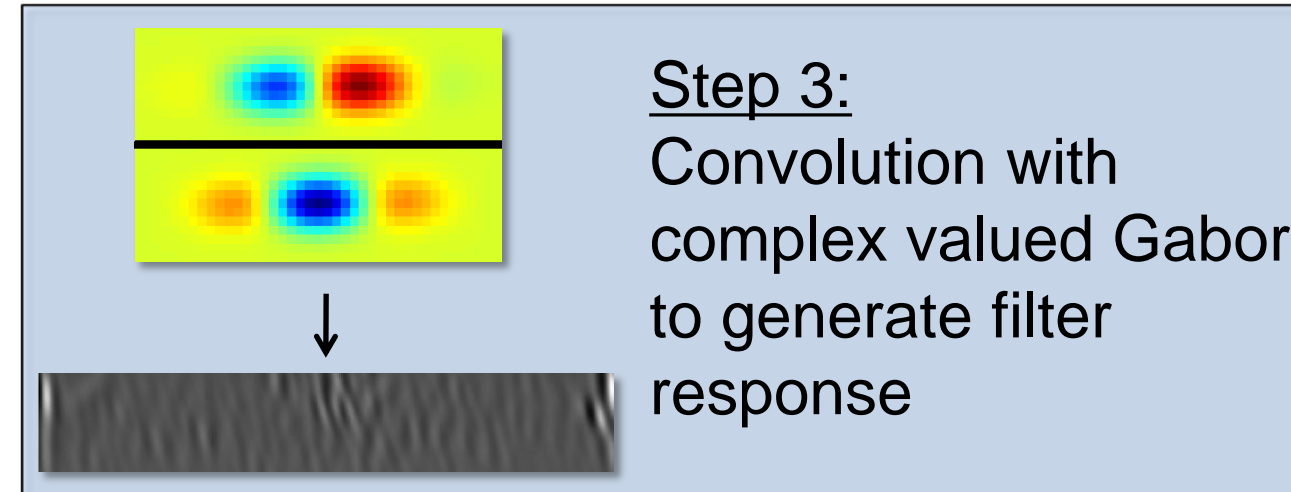 Step 3:
Convolution with
complex valued Gabor
to generate filter
response